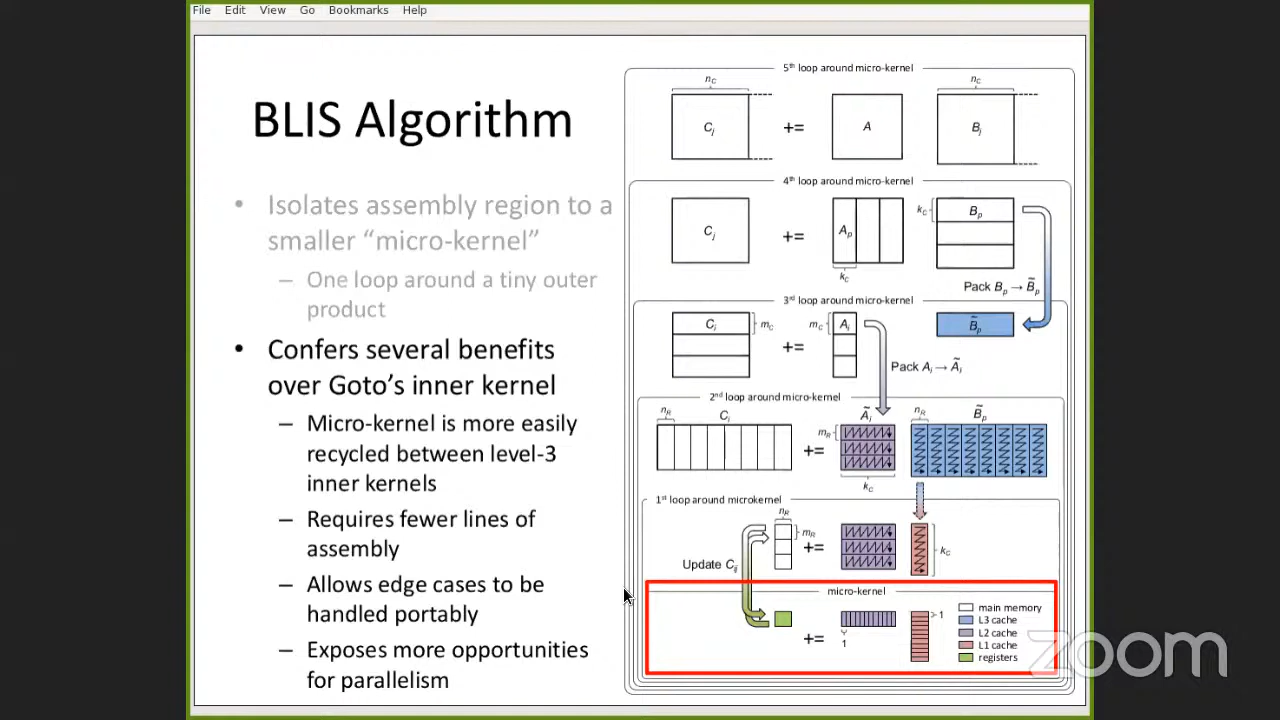 File Edit View Go Bookmarks Help
BLIS Algorithm
• Isolates assembly region to a
smaller “micro-kernel”
– One loop around a tiny outer
product
• Confers several benefits
over Goto’s inner kernel
– Micro-kernel is more easily
recycled between level-3
inner kernels
– Requires fewer lines of
assembly
– Allows edge cases to be
handled portably
– Exposes more opportunities
for parallelism
5th loop around micro-kernel
nC nC
Cj += A Bj
4th loop around micro-kernel
Cj += Ap kC Bp
kC
Pack Bp → B̃p
3rd loop around micro-kernel
Ci mC += mC Ai B̃p
Pack Ai → Ãi
2nd loop around micro-kernel
nR Ci Ãi nR B̃p
mR
+=
kC
1st loop around microkernel
nR
mR
+= kC
Update Cij
micro-kernel
+= 1
1
main memory
L3 cache
L2 cache
L1 cache
registers
zoom